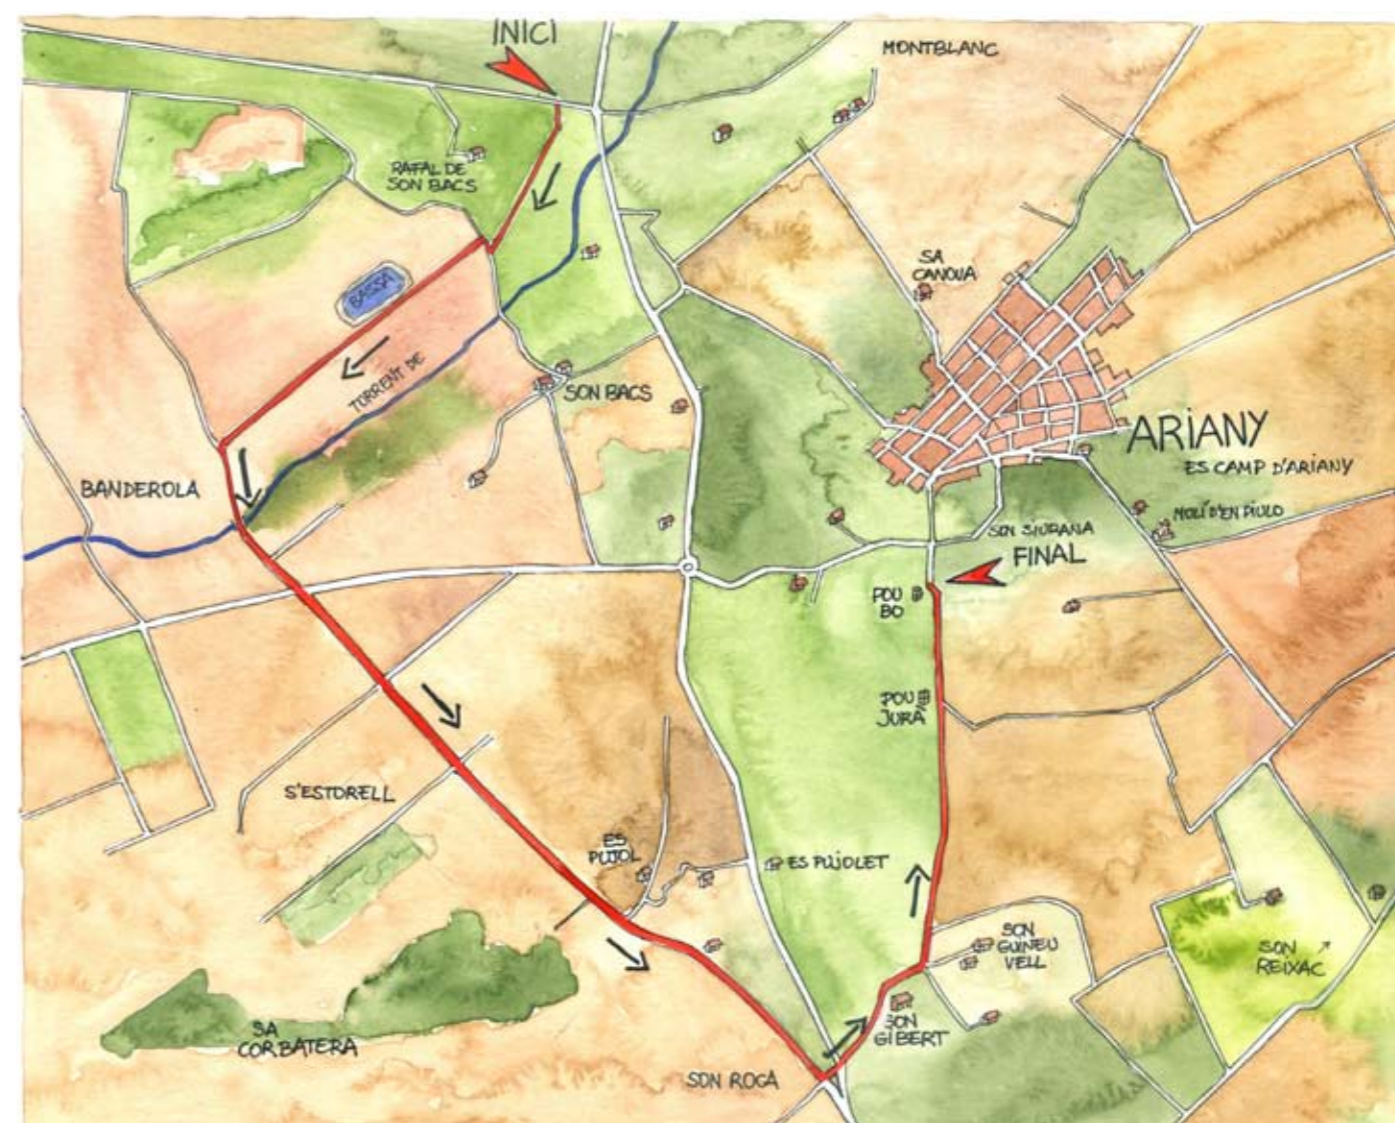 INICI
MONTBLANC
RAFAL DE
SON BACS
SA
CANOVA
BASSA
TORRENT DE
SON BACS
ARIANY
ES CAMP D'ARIANY
BANDEROLA
MOLÍ D'EN PIULO
SON SIURANA
FINAL
POU
BO
POU
JURÀ
S'ESTORELL
ES
PUJOL
ES PUJOLET
SON
GUINEU
VELL
SON
REIXAC
SON
GIBERT
SA
CORBATERA
SON ROCA